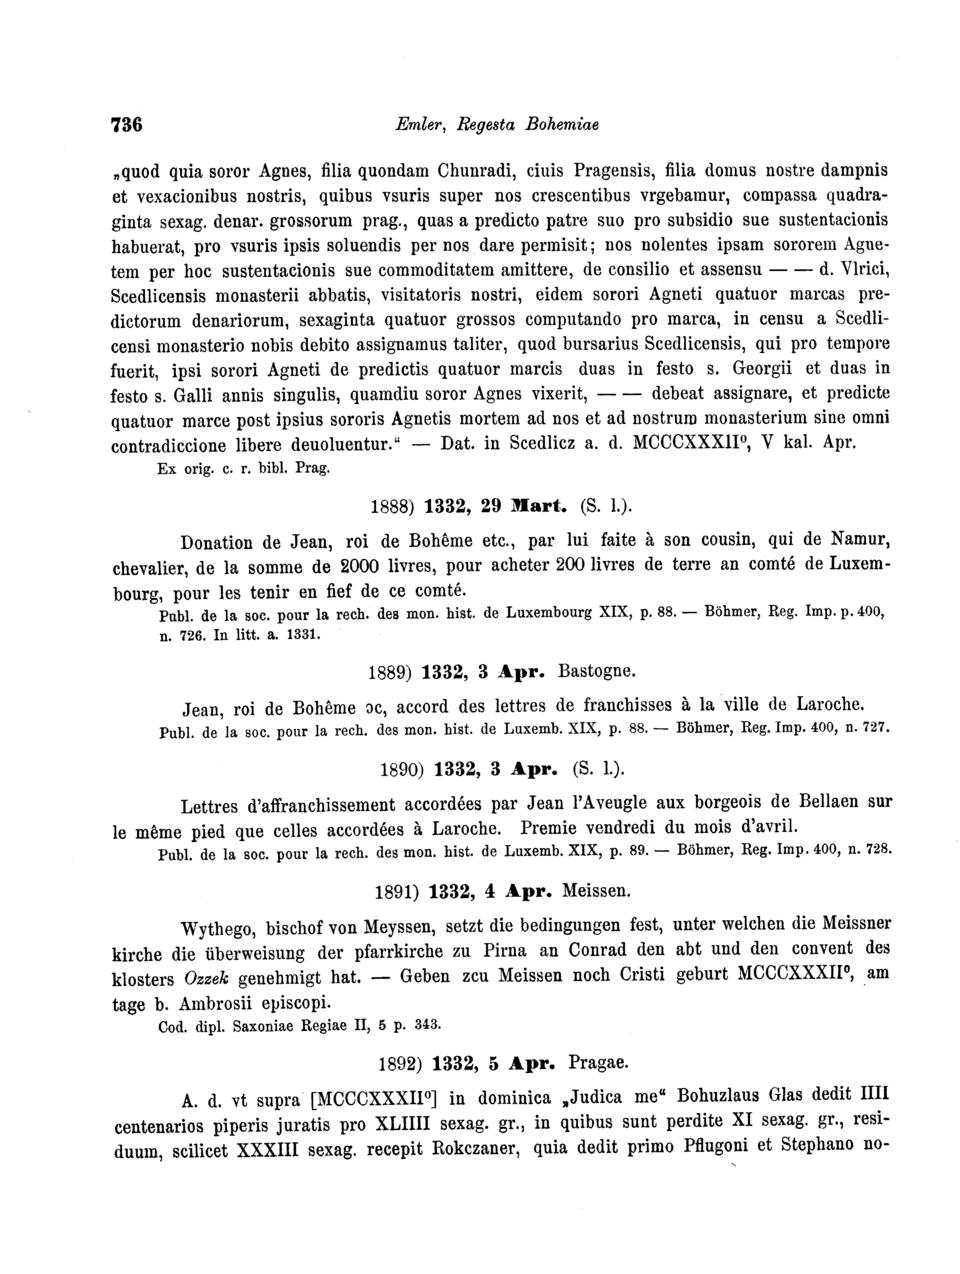 736 Emler, Regesta Bohemiae
„quod quia soror Agnes, filia quondam Chunradi, ciuis Pragensis, filia domus nostre dampnis
et vexacionibus nostris, quibus vsuris super nos crescentibus vrgebamur, compassa quadra-
ginta sexag. denar. grossorum prag., quas a predicto patre suo pro subsidio sue sustentacionis
habuerat, pro vsuris ipsis soluendis per nos dare permisit; nos nolentes ipsam sororem Agne-
tem per hoc sustentacionis sue commoditatem amittere, de consilio et assensu — — d. Vlrici,
Scedlicensis monasterii abbatis, visitatoris nostri, eidem sorori Agneti quatuor marcas pre-
dictorum denariorum, sexaginta quatuor grossos computando pro marca, in censu a Scedli-
censi monasterio nobis debito assignamus taliter, quod bursarius Scedlicensis, qui pro tempore
fuerit, ipsi sorori Agneti de predictis quatuor marcis duas in festo s. Georgii et duas in
festo s. Galli annis singulis, quamdiu soror Agnes vixerit, — — debeat assignare, et predicte
quatuor marce post ipsius sororis Agnetis mortem ad nos et ad nostrum monasterium sine omni
contradiccione libere deuoluentur.“ — Dat. in Scedlicz a. d. MCCCXXXII⁰, V kal. Apr.
Ex orig. c. r. bibl. Prag.
1888) 1332, 29 Mart. (S. l.).
Donation de Jean, roi de Bohême etc., par lui faite à son cousin, qui de Namur,
chevalier, de la somme de 2000 livres, pour acheter 200 livres de terre an comté de Luxem-
bourg, pour les tenir en fief de ce comté.
Publ. de la soc. pour la rech. des mon. hist. de Luxembourg XIX, p. 88. — Böhmer, Reg. Imp. p. 400,
n. 726. In litt. a. 1331.
1889) 1332, 3 Apr. Bastogne.
Jean, roi de Bohême ɔc, accord des lettres de franchisses à la ville de Laroche.
Publ. de la soc. pour la rech. des mon. hist. de Luxemb. XIX, p. 88. — Böhmer, Reg. Imp. 400, n. 727.
1890) 1332, 3 Apr. (S. l.).
Lettres d'affranchissement accordées par Jean l'Aveugle aux borgeois de Bellaen sur
le même pied que celles accordées à Laroche. Premie vendredi du mois d'avril.
Publ. de la soc. pour la rech. des mon. hist. de Luxemb. XIX, p. 89. — Böhmer, Reg. Imp. 400, n. 728.
1891) 1332, 4 Apr. Meissen.
Wythego, bischof von Meyssen, setzt die bedingungen fest, unter welchen die Meissner
kirche die überweisung der pfarrkirche zu Pirna an Conrad den abt und den convent des
klosters Ozzek genehmigt hat. — Geben zcu Meissen noch Cristi geburt MCCCXXXII⁰, am
tage b. Ambrosii episcopi.
Cod. dipl. Saxoniae Regiae II, 5 p. 343.
1892) 1332, 5 Apr. Pragae.
A. d. vt supra [MCCCXXXII⁰] in dominica „Judica me“ Bohuzlaus Glas dedit IIII
centenarios piperis juratis pro XLIIII sexag. gr., in quibus sunt perdite XI sexag. gr., resi-
duum, scilicet XXXIII sexag. recepit Rokczaner, quia dedit primo Pflugoni et Stephano no-